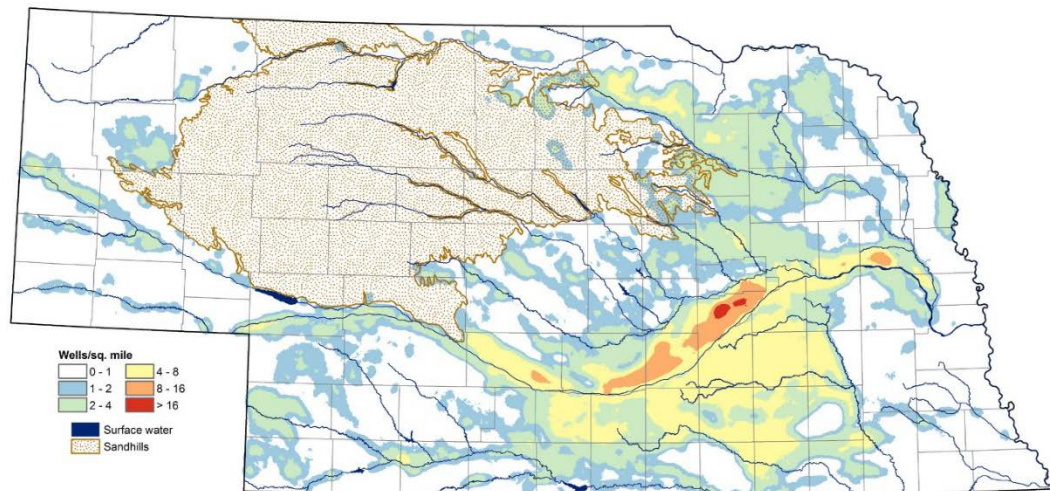 Wells/sq. mile
0 - 1
4 - 8
1 - 2
8 - 16
2 - 4
> 16
Surface water
Sandhills